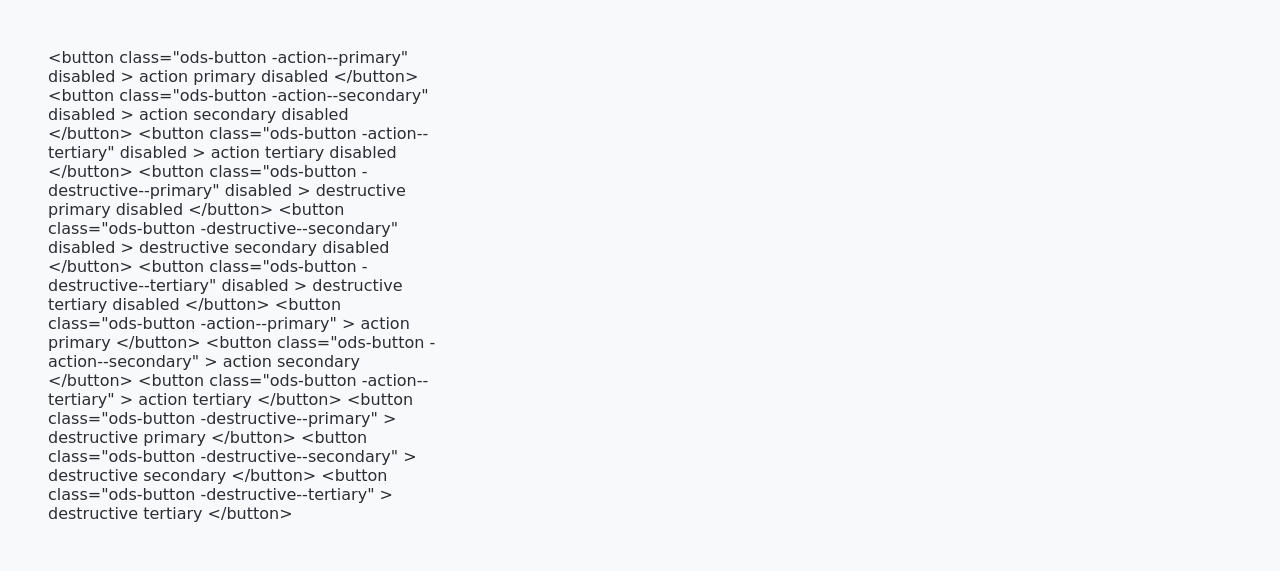 <button class="ods-button -action--primary"
disabled > action primary disabled </button>
<button class="ods-button -action--secondary"
disabled > action secondary disabled
</button> <button class="ods-button -action--
tertiary" disabled > action tertiary disabled
</button> <button class="ods-button -
destructive--primary" disabled > destructive
primary disabled </button> <button
class="ods-button -destructive--secondary"
disabled > destructive secondary disabled
</button> <button class="ods-button -
destructive--tertiary" disabled > destructive
tertiary disabled </button> <button
class="ods-button -action--primary" > action
primary </button> <button class="ods-button -
action--secondary" > action secondary
</button> <button class="ods-button -action--
tertiary" > action tertiary </button> <button
class="ods-button -destructive--primary" >
destructive primary </button> <button
class="ods-button -destructive--secondary" >
destructive secondary </button> <button
class="ods-button -destructive--tertiary" >
destructive tertiary </button>